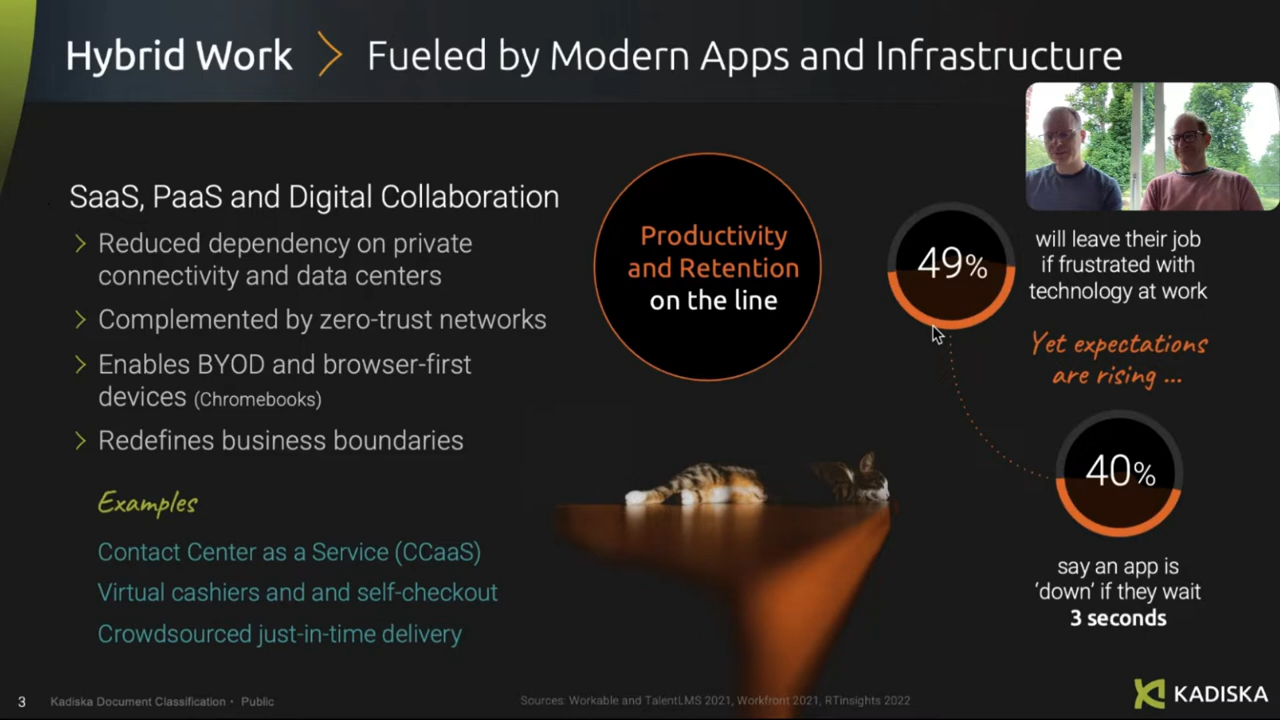 Hybrid Work > Fueled by Modern Apps and Infrastructure
SaaS, PaaS and Digital Collaboration
Reduced dependency on private
connectivity and data centers
Complemented by zero-trust networks
Enables BYOD and browser-first
devices (Chromebooks)
Redefines business boundaries
Examples
Contact Center as a Service (CCaaS)
Virtual cashiers and and self-checkout
Crowdsourced just-in-time delivery
Productivity
and Retention
on the line
49%
will leave their job
if frustrated with
technology at work
Yet expectations
are rising ...
40%
say an app is
‘down’ if they wait
3 seconds
3
Kadiska Document Classification · Public
Sources: Workable and TalentLMS 2021, Workfront 2021, RTinsights 2022
KADISKA